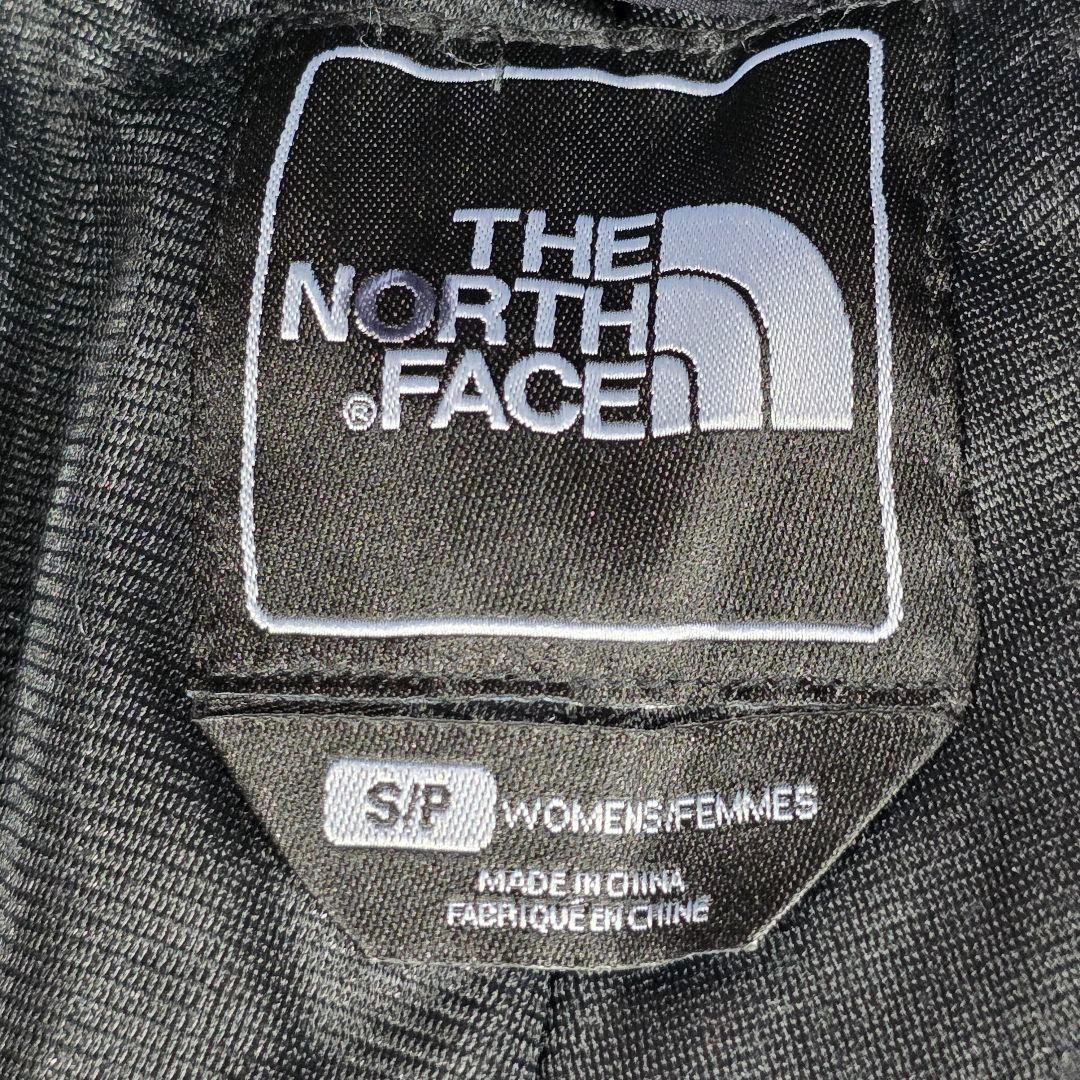 THE
NORTH
®FACE
S/P WOMENS/FEMMES
MADE IN CHINA
FABRIQUÉ EN CHINE